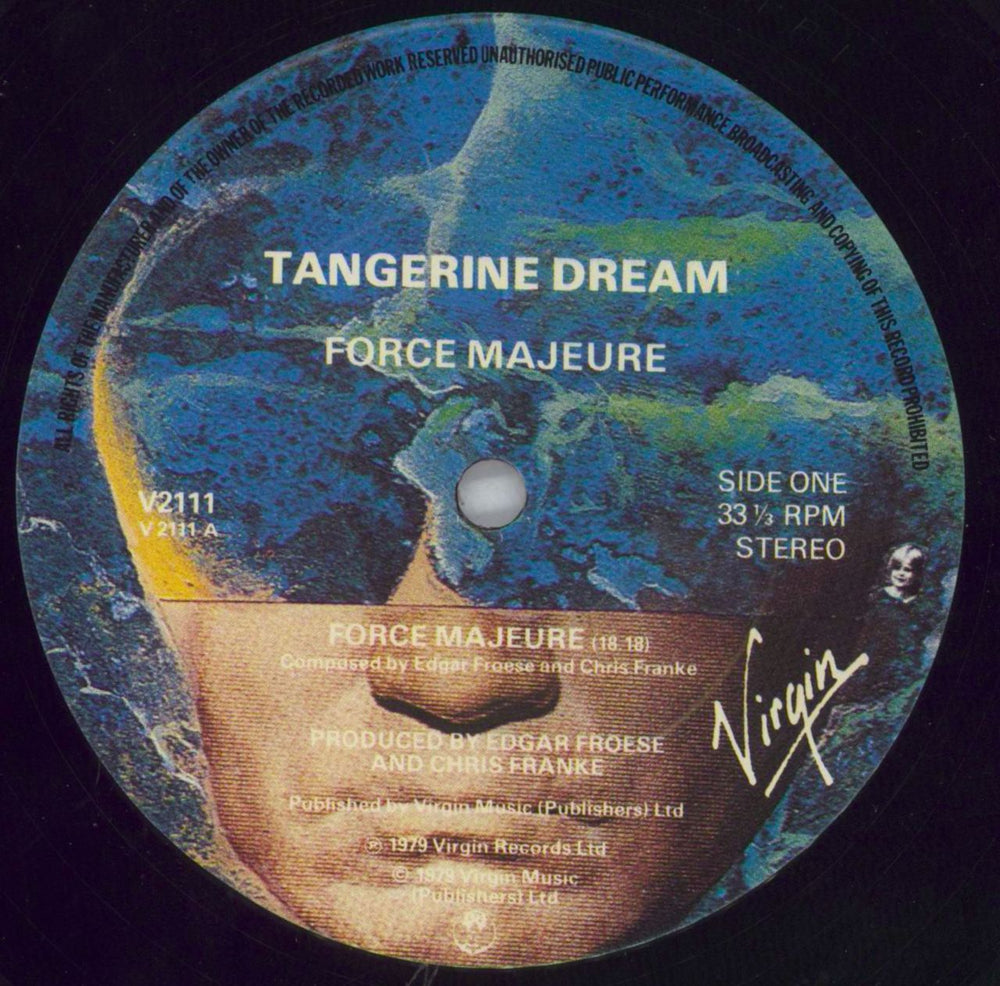 ALL RIGHTS OF THE MANUFACTURER AND OF THE OWNER OF THE RECORDED WORK RESERVED UNAUTHORISED PUBLIC PERFORMANCE BROADCASTING AND COPYING OF THIS RECORD PROHIBITED
TANGERINE DREAM
FORCE MAJEURE
V2111
V 2111 A
SIDE ONE
33 ⅓ RPM
STEREO
FORCE MAJEURE (18.18)
Composed by Edgar Froese and Chris Franke
Virgin
PRODUCED BY EDGAR FROESE
AND CHRIS FRANKE
Published by Virgin Music (Publishers) Ltd
℗ 1979 Virgin Records Ltd
© 1979 Virgin Music
(Publishers) Ltd